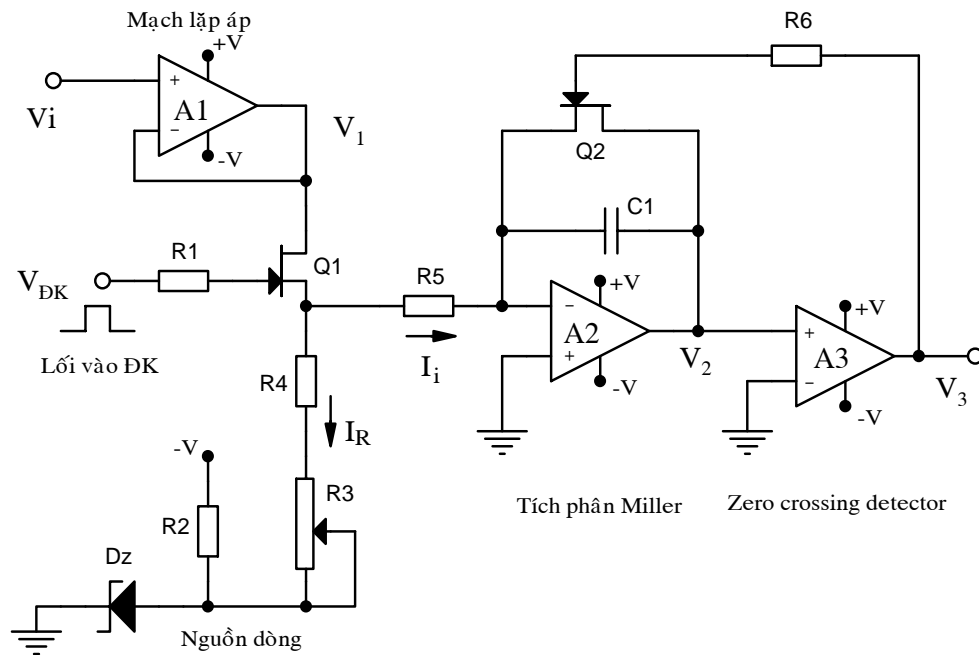 Mạch lặp áp
+V
Vi
+
A1
−
-V
V1
R6
Q2
C1
R1
Q1
VĐK
Lối vào ĐK
R5
Ii
−
A2
+
+V
-V
V2
+
A3
−
+V
-V
V3
R4
IR
-V
R2
R3
Dz
Nguồn dòng
Tích phân Miller
Zero crossing detector